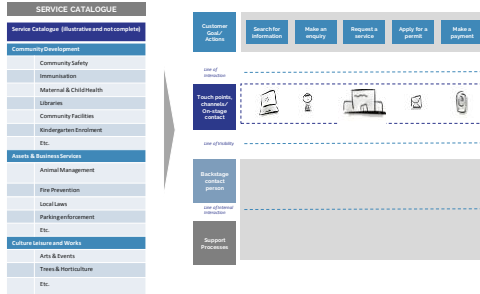 SERVICE CATALOGUE
Service Catalogue (illustrative and not complete)
Community Development
Community Safety
Immunisation
Maternal & Child Health
Libraries
Community Facilities
Kindergarten Enrolment
Etc.
Assets & Business Services
Animal Management
Fire Prevention
Local Laws
Parking enforcement
Etc.
Culture Leisure and Works
Arts & Events
Trees & Horticulture
Etc.
Customer
Goal/
Actions
Search for
information
Make an
enquiry
Request a
service
Apply for a
permit
Make a
payment
Line of
interaction
Touch points,
channels/
On-stage
contact
Line of Visibility
Backstage
contact
person
Line of internal
interaction
Support
Processes